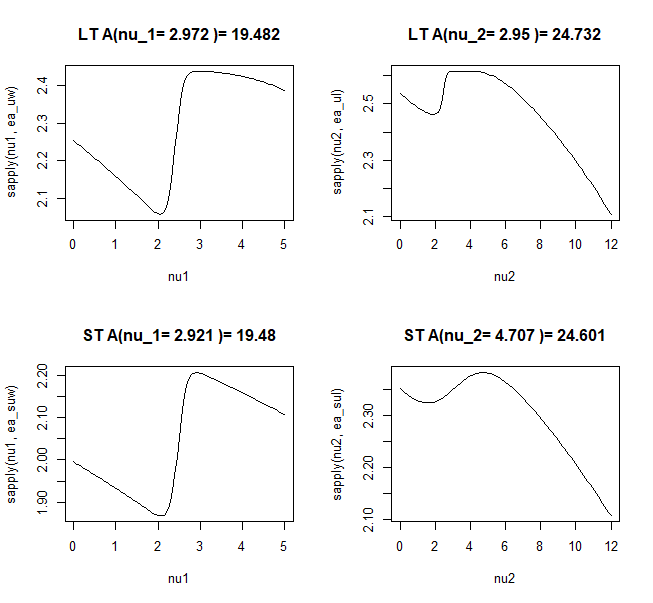 LT A(nu_1= 2.972 )= 19.482
sapply(nu1, ea_uw)
2.4
2.3
2.2
2.1
0 1 2 3 4 5
nu1
LT A(nu_2= 2.95 )= 24.732
sapply(nu2, ea_ul)
2.5
2.3
2.1
0 2 4 6 8 10 12
nu2
ST A(nu_1= 2.921 )= 19.48
sapply(nu1, ea_suw)
2.20
2.10
2.00
1.90
0 1 2 3 4 5
nu1
ST A(nu_2= 4.707 )= 24.601
sapply(nu2, ea_sul)
2.30
2.20
2.10
0 2 4 6 8 10 12
nu2